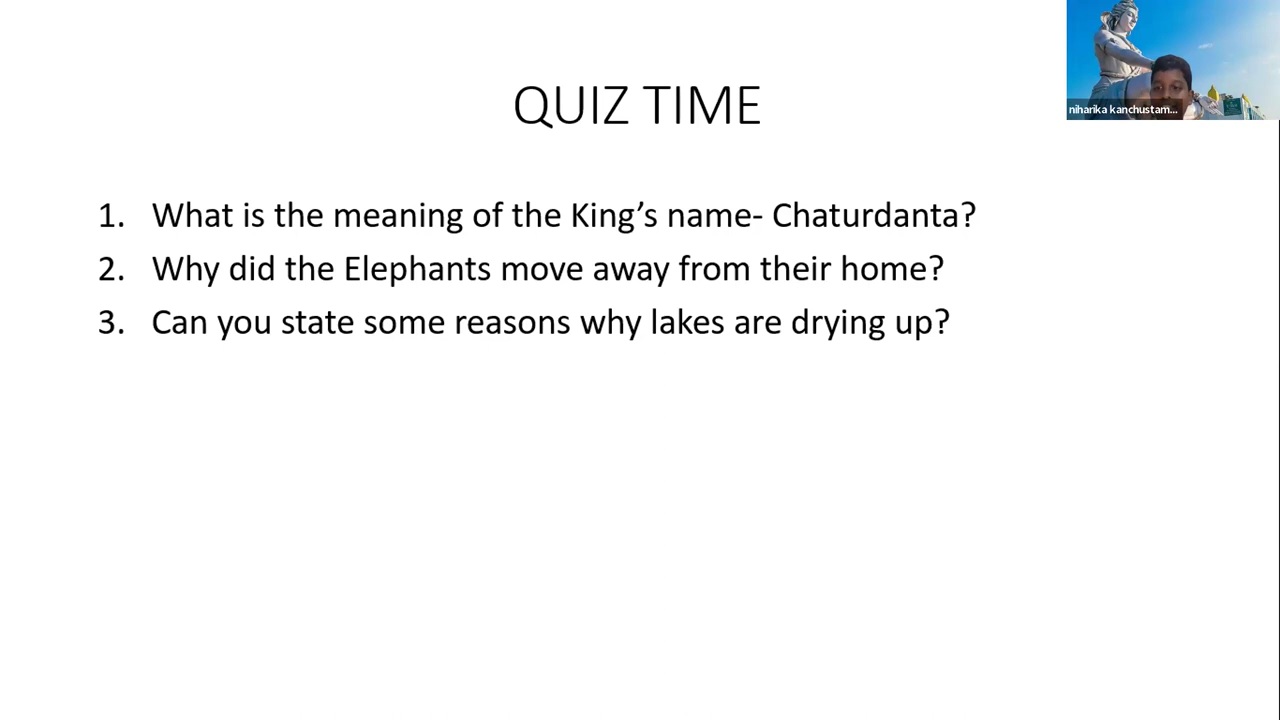 QUIZ TIME
1. What is the meaning of the King’s name- Chaturdanta?
2. Why did the Elephants move away from their home?
3. Can you state some reasons why lakes are drying up?
niharika kanchustam...